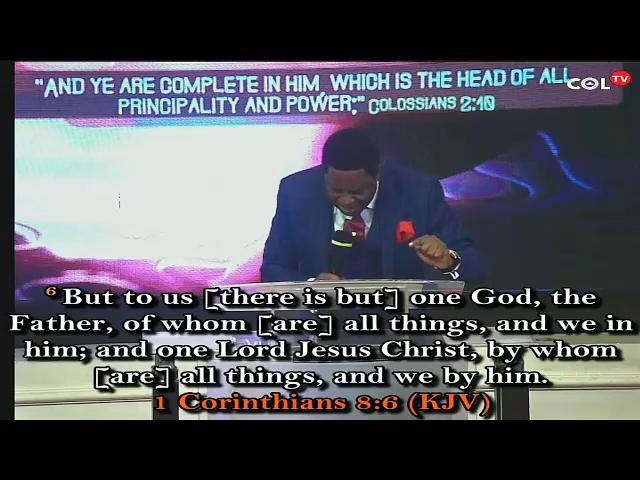 "AND YE ARE COMPLETE IN HIM, WHICH IS THE HEAD OF ALL
PRINCIPALITY AND POWER:" COLOSSIANS 2:10
COL TV
6 But to us [there is but] one God, the
Father, of whom [are] all things, and we in
him; and one Lord Jesus Christ, by whom
[are] all things, and we by him.
1 Corinthians 8:6 (KJV)